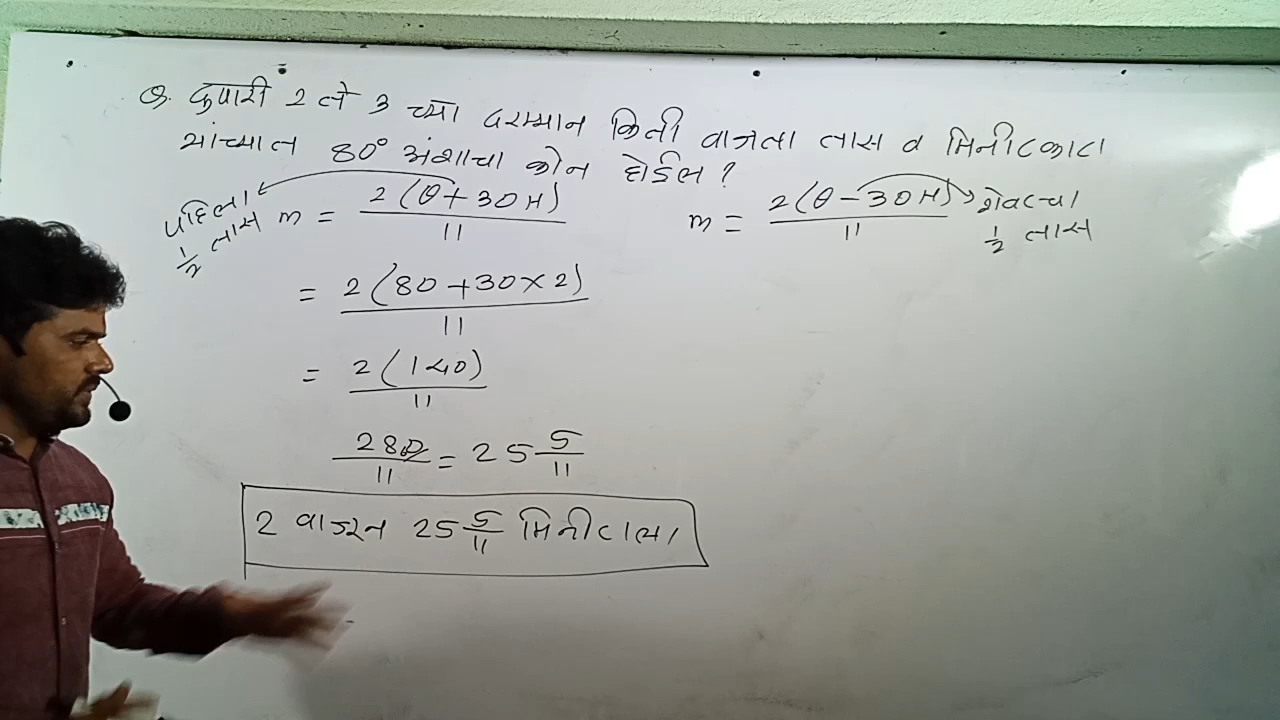 Q. दुपारी 2 ते 3 च्या दरम्यान किती वाजता तास व मिनीटकाटा
यांच्यात 80° अंशाचा कोन होईल ?
पहिला 1/2 तास m = 2(θ+30H)/11
= 2(80+30×2)/11
= 2(140)/11
280/11 = 25 5/11
2 वाजून 25 5/11 मिनीटांनी
m = 2(θ-30H)/11 शेवटचा 1/2 तास